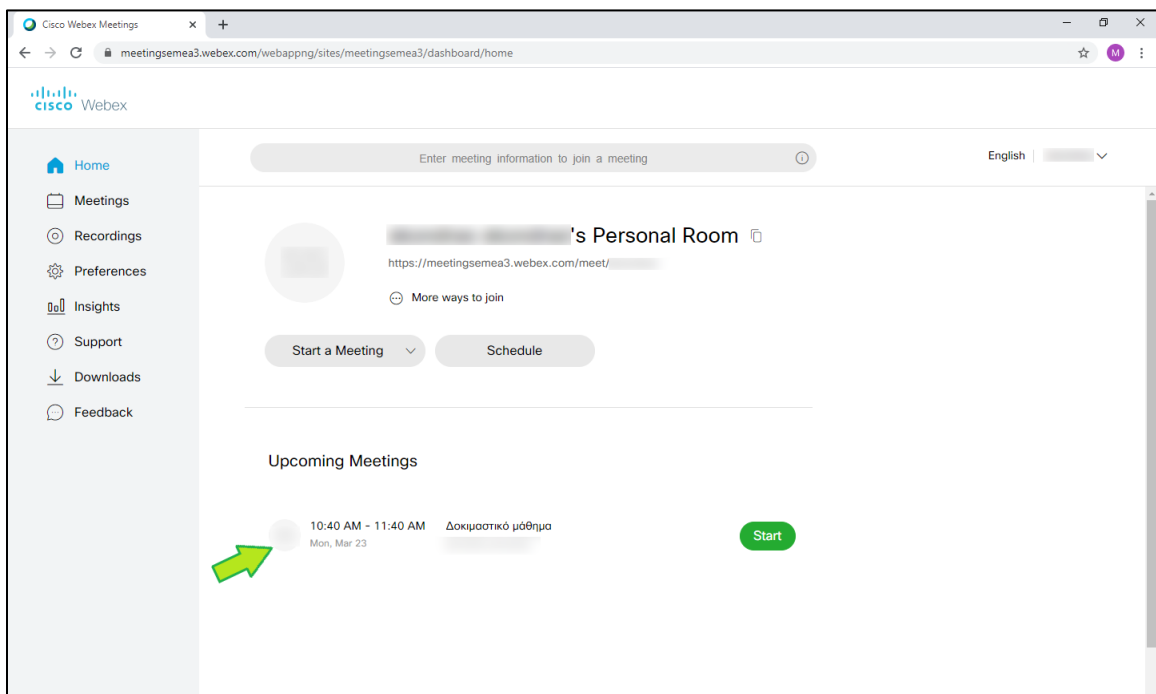 Cisco Webex Meetings
meetingsemea3.webex.com/webappng/sites/meetingsemea3/dashboard/home
M
cisco Webex
Enter meeting information to join a meeting
English
Home
Meetings
Recordings
Preferences
Insights
Support
Downloads
Feedback
's Personal Room
https://meetingsemea3.webex.com/meet/
More ways to join
Start a Meeting
Schedule
Upcoming Meetings
10:40 AM - 11:40 AM Δοκιμαστικό μάθημα
Mon, Mar 23
Start